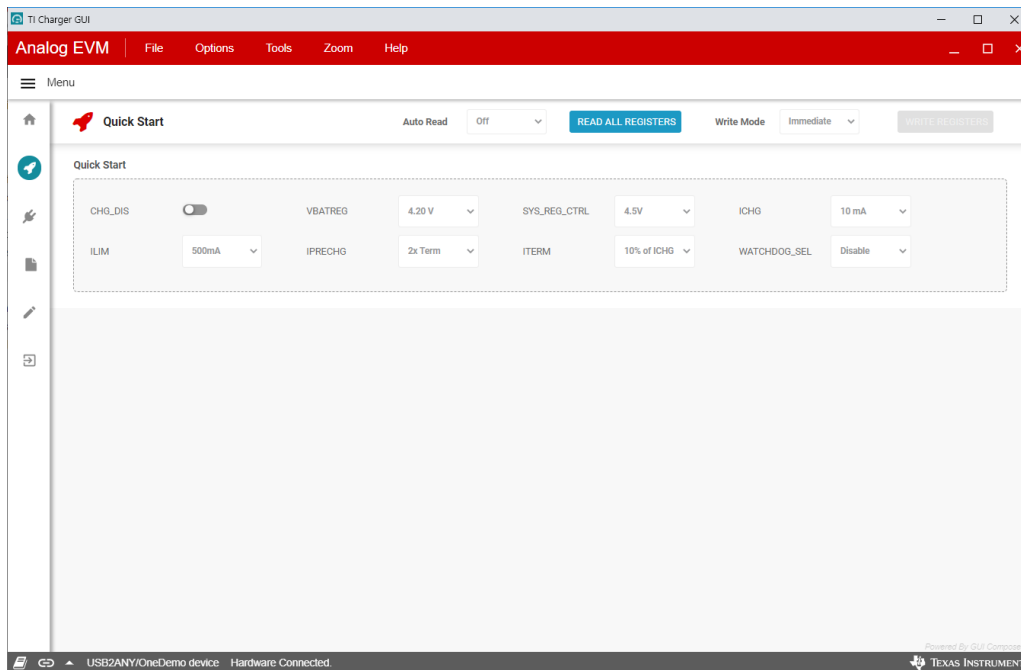 TI Charger GUI
Analog EVM File Options Tools Zoom Help
Menu
Quick Start Auto Read Off READ ALL REGISTERS Write Mode Immediate WRITE REGISTERS
Quick Start
CHG_DIS VBATREG 4.20 V SYS_REG_CTRL 4.5V ICHG 10 mA
ILIM 500mA IPRECHG 2x Term ITERM 10% of ICHG WATCHDOG_SEL Disable
Powered By GUI Compose
USB2ANY/OneDemo device Hardware Connected. TEXAS INSTRUMEN